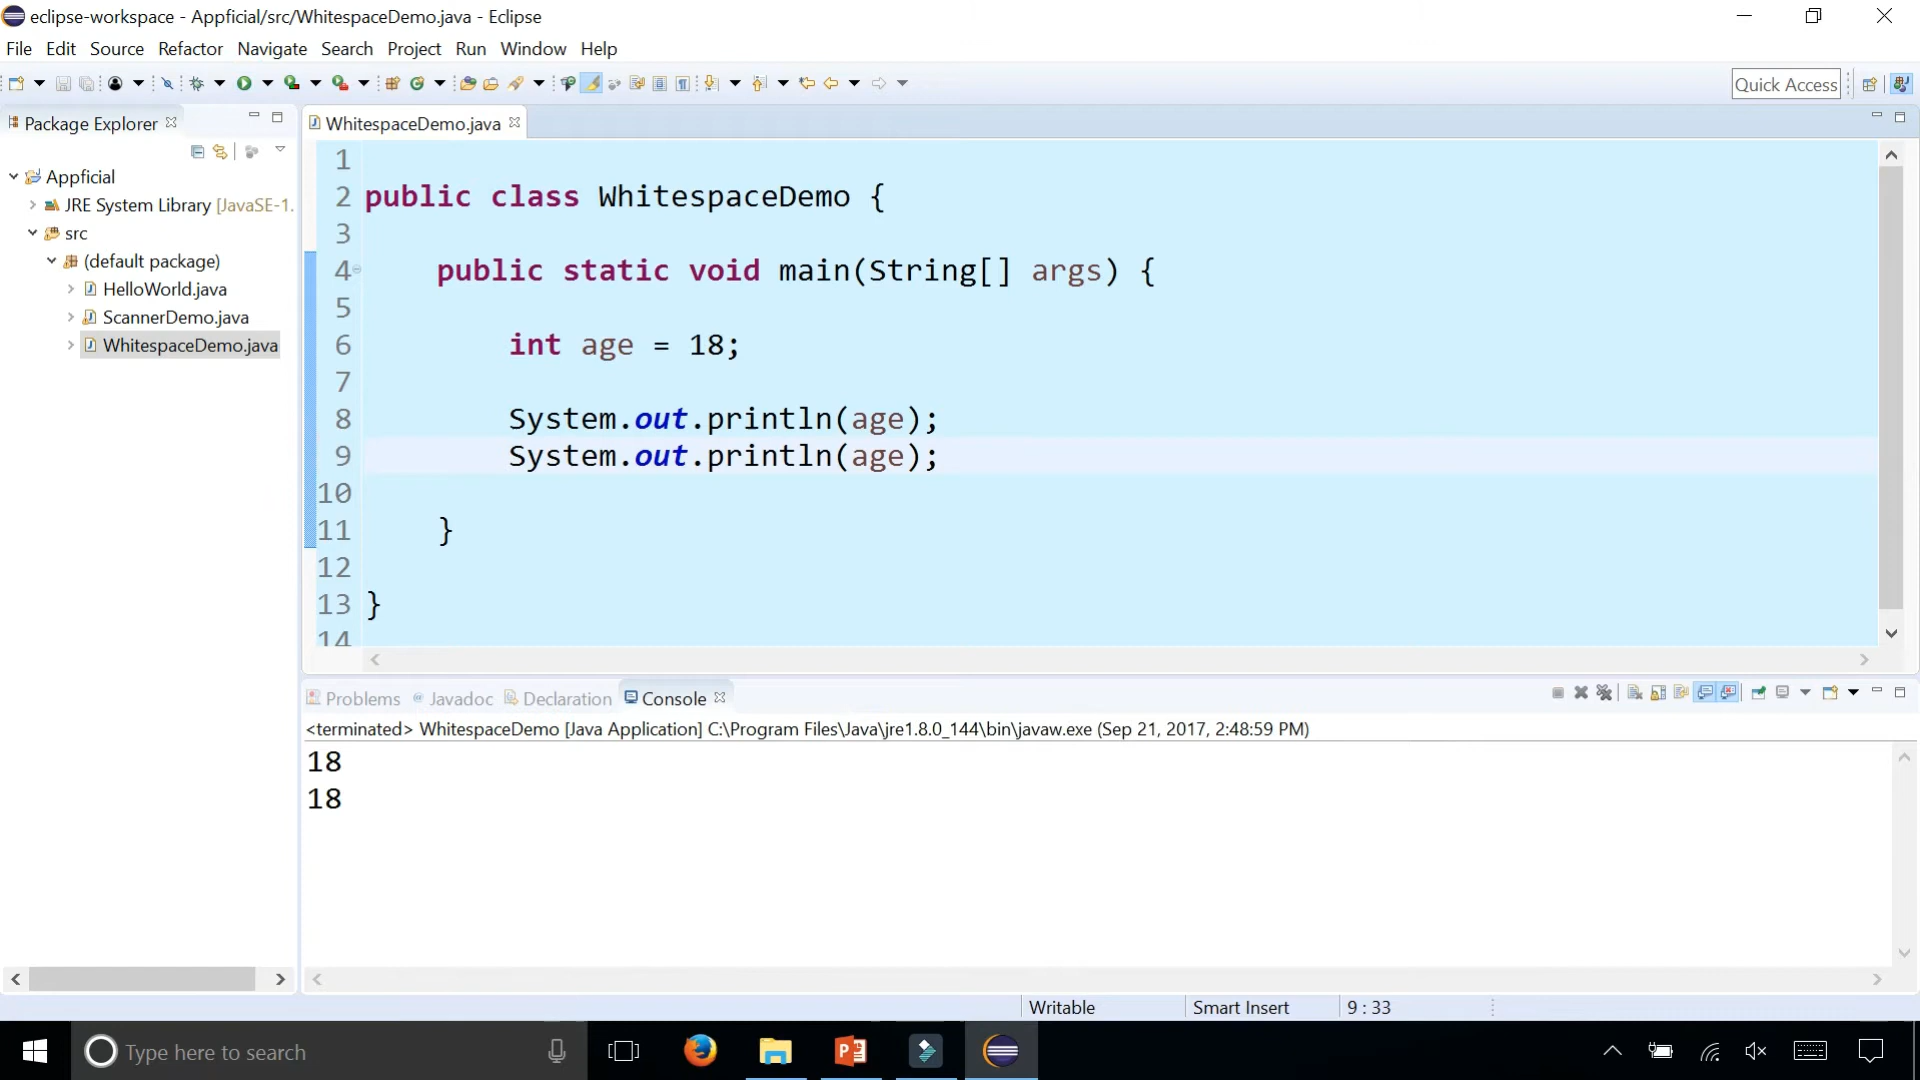 eclipse-workspace - Appficial/src/WhitespaceDemo.java - Eclipse
File Edit Source Refactor Navigate Search Project Run Window Help
Quick Access
Package Explorer
Appficial
JRE System Library [JavaSE-1.
src
(default package)
HelloWorld.java
ScannerDemo.java
WhitespaceDemo.java
WhitespaceDemo.java
1
2 public class WhitespaceDemo {
3
4 public static void main(String[] args) {
5
6 int age = 18;
7
8 System.out.println(age);
9 System.out.println(age);
10
11 }
12
13 }
14
Problems @ Javadoc Declaration Console
<terminated> WhitespaceDemo [Java Application] C:\Program Files\Java\jre1.8.0_144\bin\javaw.exe (Sep 21, 2017, 2:48:59 PM)
18
18
Writable Smart Insert 9 : 33
Type here to search